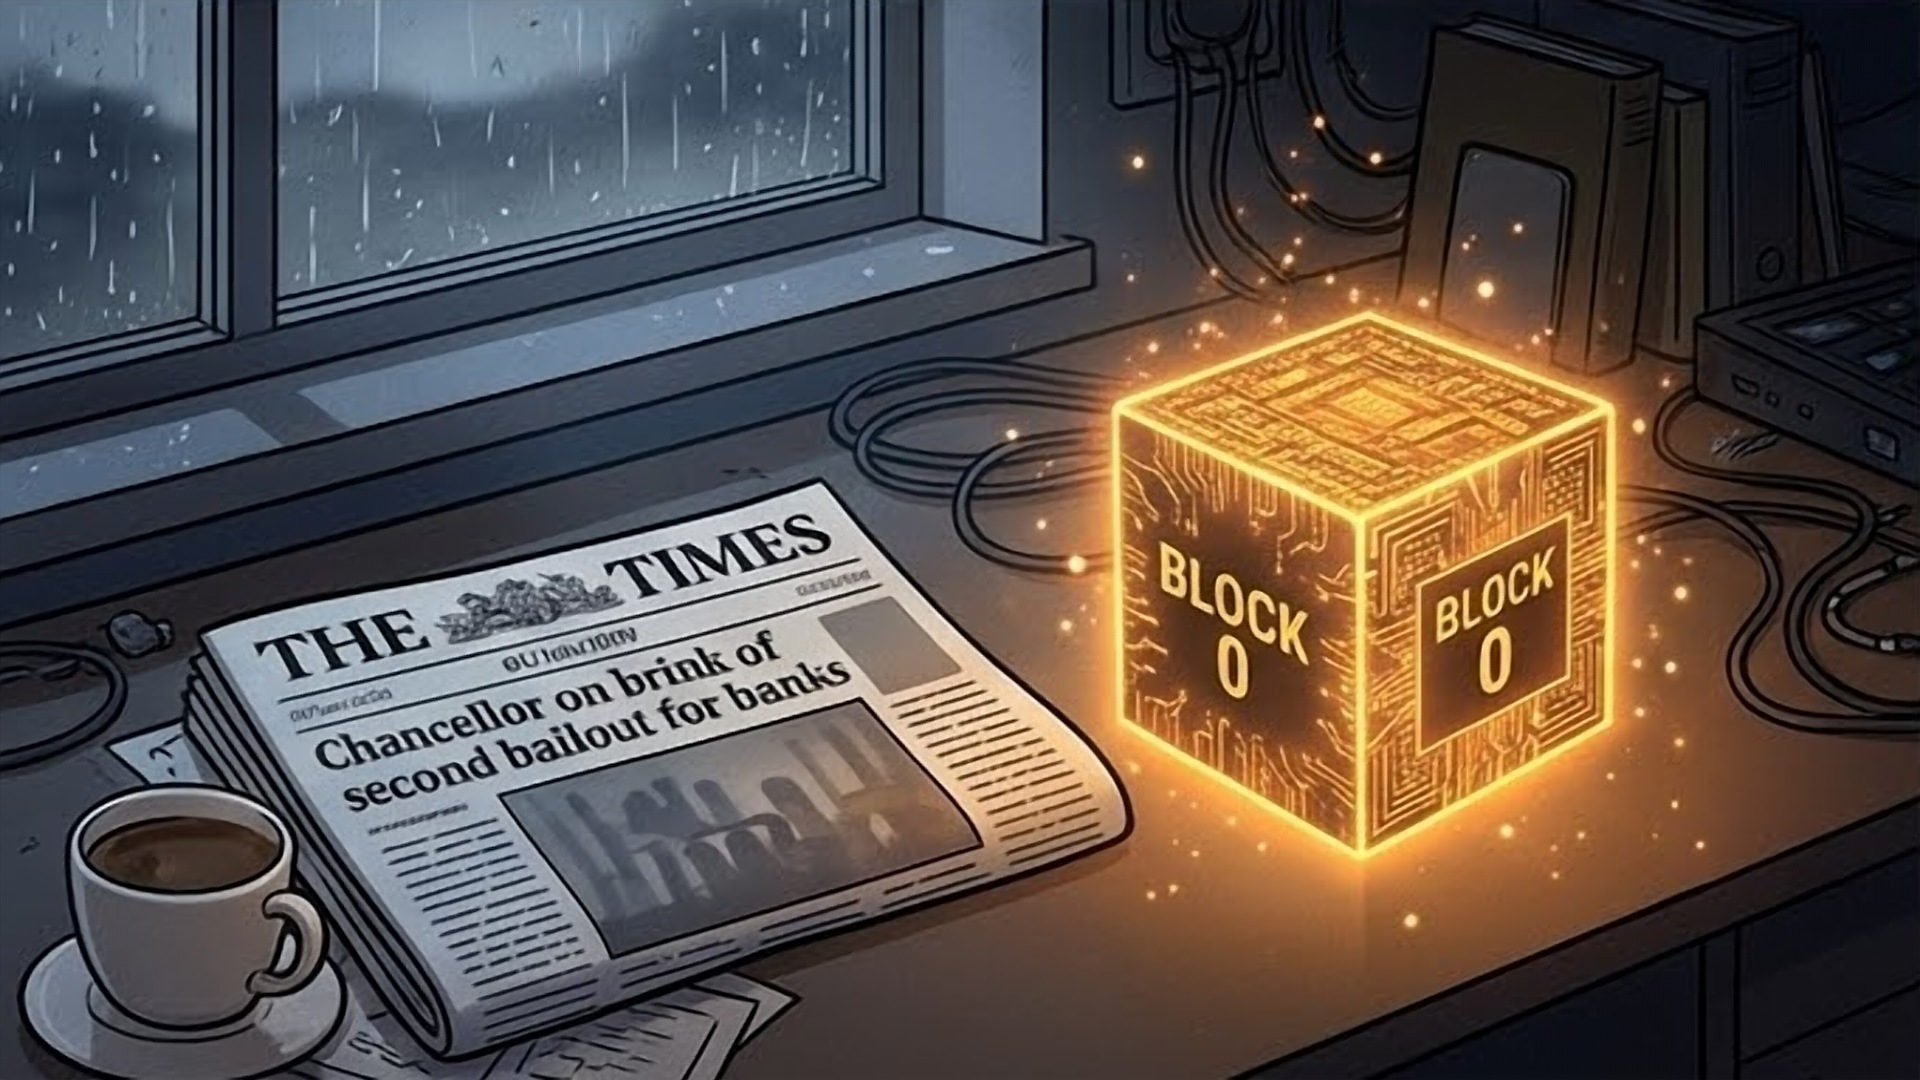 THE TIMES
Chancellor on brink of
second bailout for banks
BLOCK
0
BLOCK
0